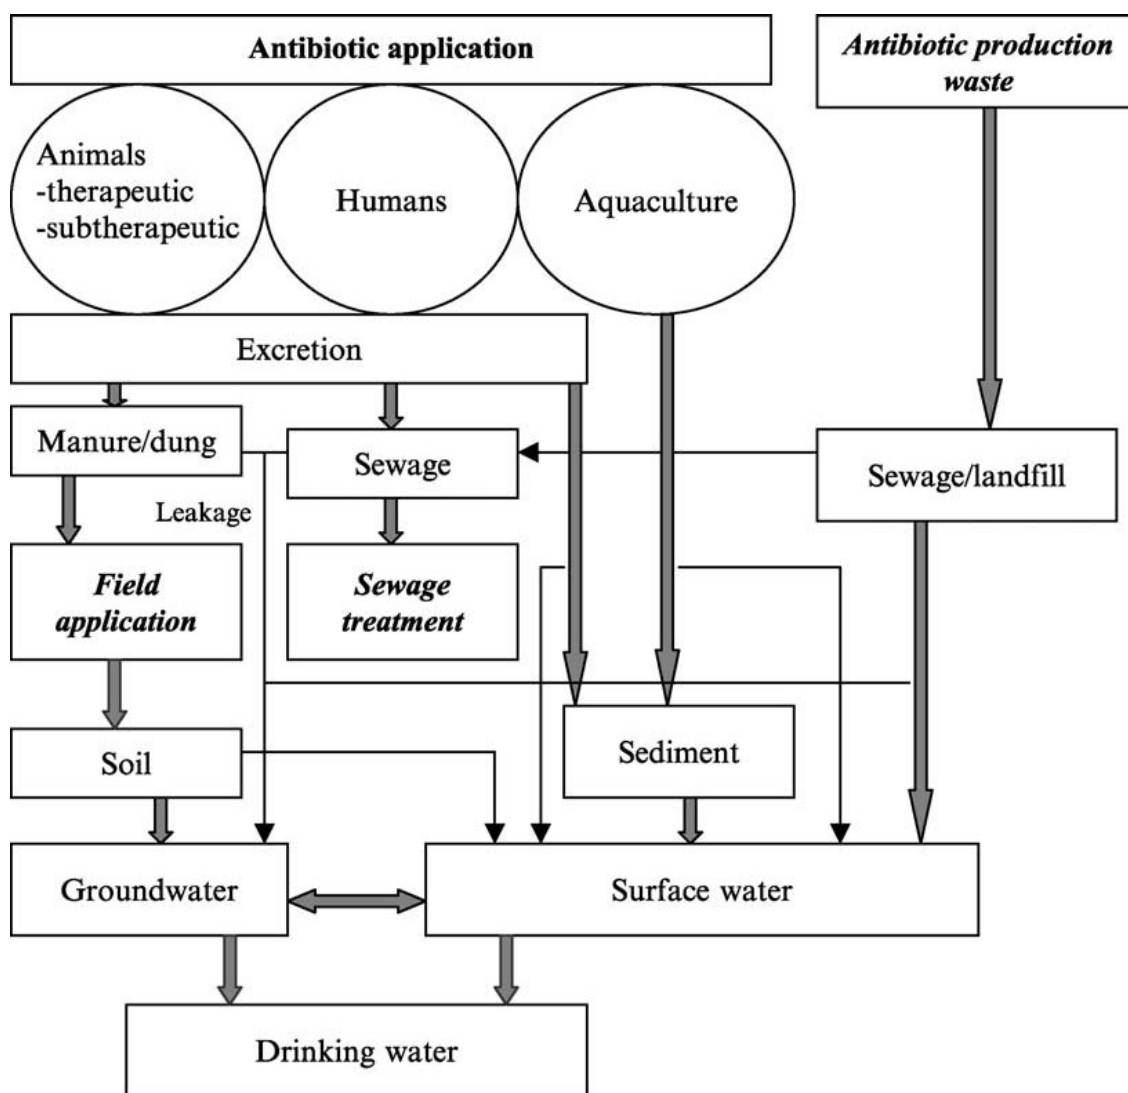 Antibiotic application
Antibiotic production
waste
Animals
-therapeutic
-subtherapeutic
Humans
Aquaculture
Excretion
Manure/dung
Sewage
Sewage/landfill
Leakage
Field
application
Sewage
treatment
Soil
Sediment
Groundwater
Surface water
Drinking water